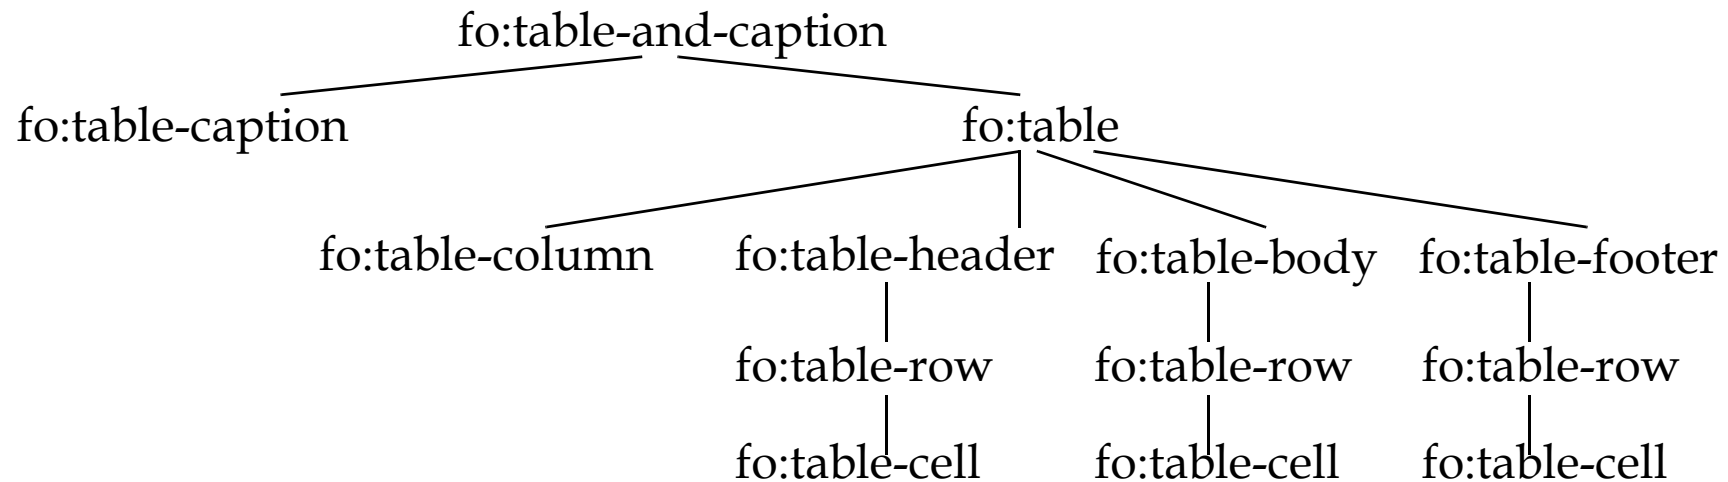 fo:table-and-caption
fo:table-caption fo:table
fo:table-column fo:table-header fo:table-body fo:table-footer
fo:table-row fo:table-row fo:table-row
fo:table-cell fo:table-cell fo:table-cell